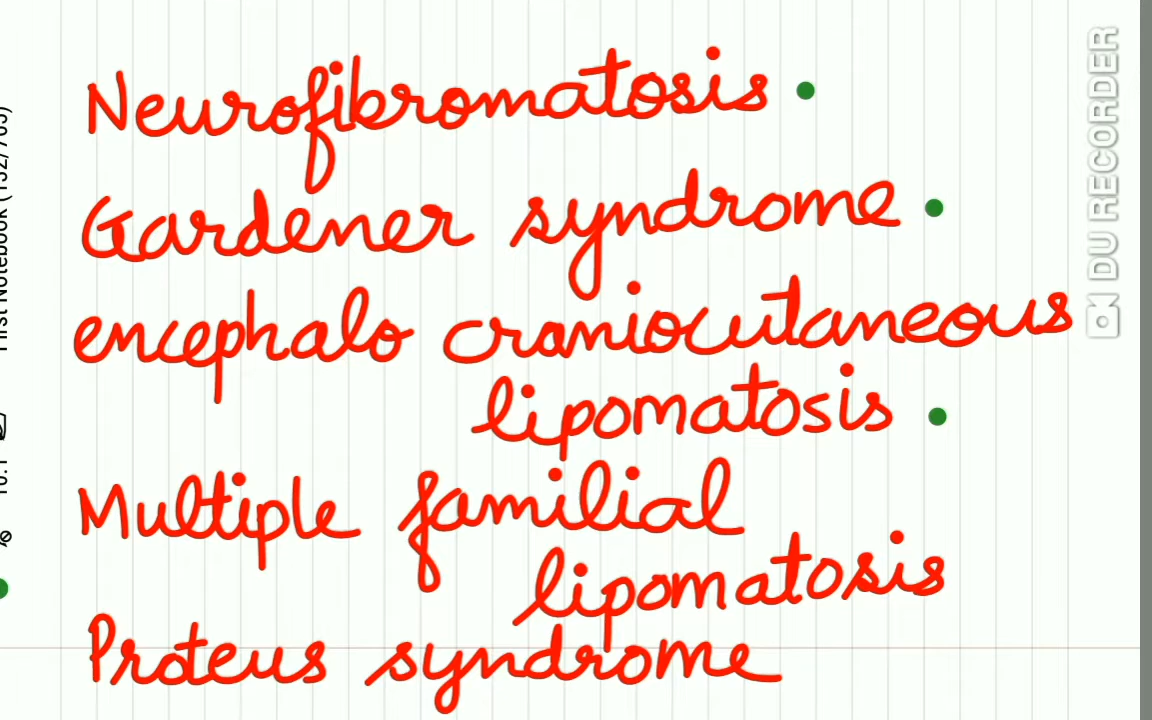 Neurofibromatosis
Gardener syndrome
encephalo craniocutaneous
lipomatosis
Multiple familial
lipomatosis
Proteus syndrome
DU RECORDER